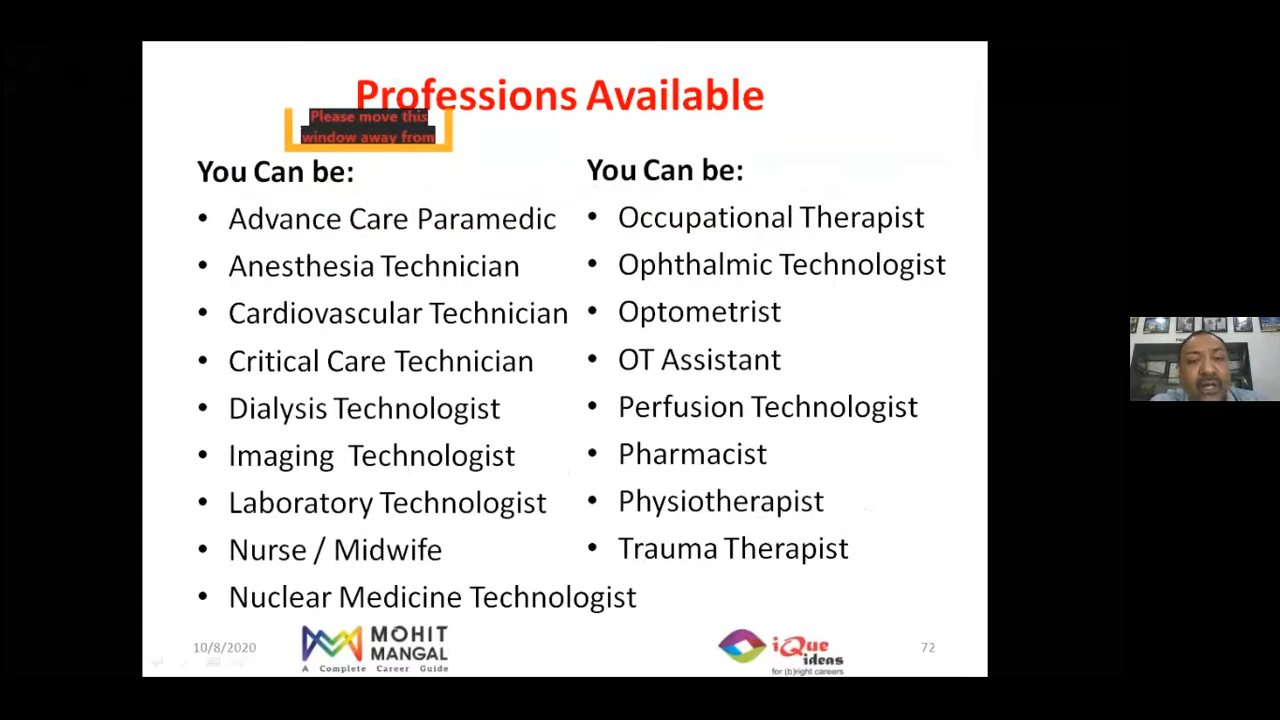 Professions Available
Please move this
window away from
You Can be:
• Advance Care Paramedic
• Anesthesia Technician
• Cardiovascular Technician
• Critical Care Technician
• Dialysis Technologist
• Imaging Technologist
• Laboratory Technologist
• Nurse / Midwife
• Nuclear Medicine Technologist
You Can be:
• Occupational Therapist
• Ophthalmic Technologist
• Optometrist
• OT Assistant
• Perfusion Technologist
• Pharmacist
• Physiotherapist
• Trauma Therapist
10/8/2020
MOHIT
MANGAL
A Complete Career Guide
iQue
ideas
for (b)right careers
72